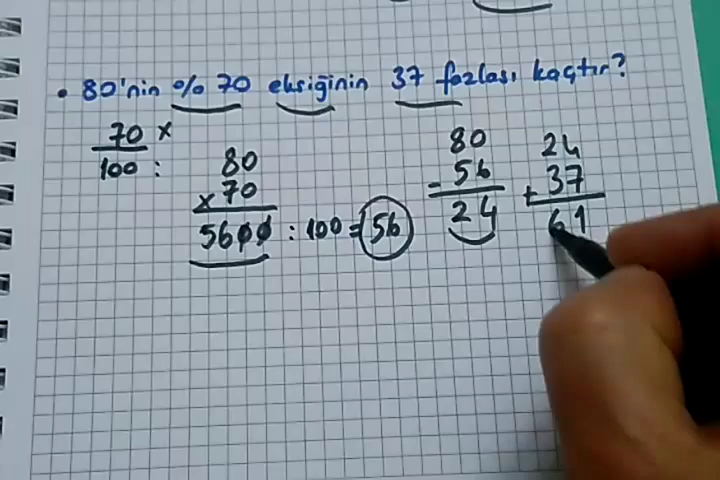 • 80'nin % 70 eksiğinin 37 fazlası kaçtır?
70 x
100 :
80
x 70
5600 : 100 = 56
80
- 56
24
24
+ 37
61